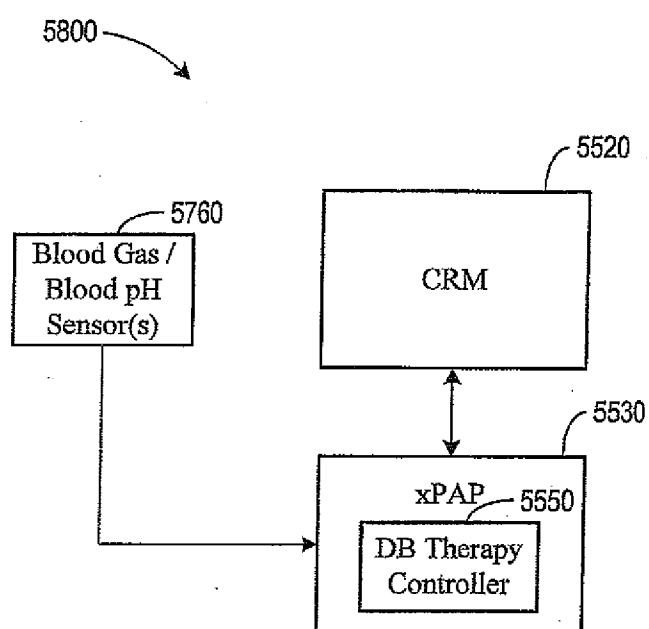 5800
5520
5760
Blood Gas /
Blood pH
Sensor(s)
CRM
5530
xPAP
5550
DB Therapy
Controller